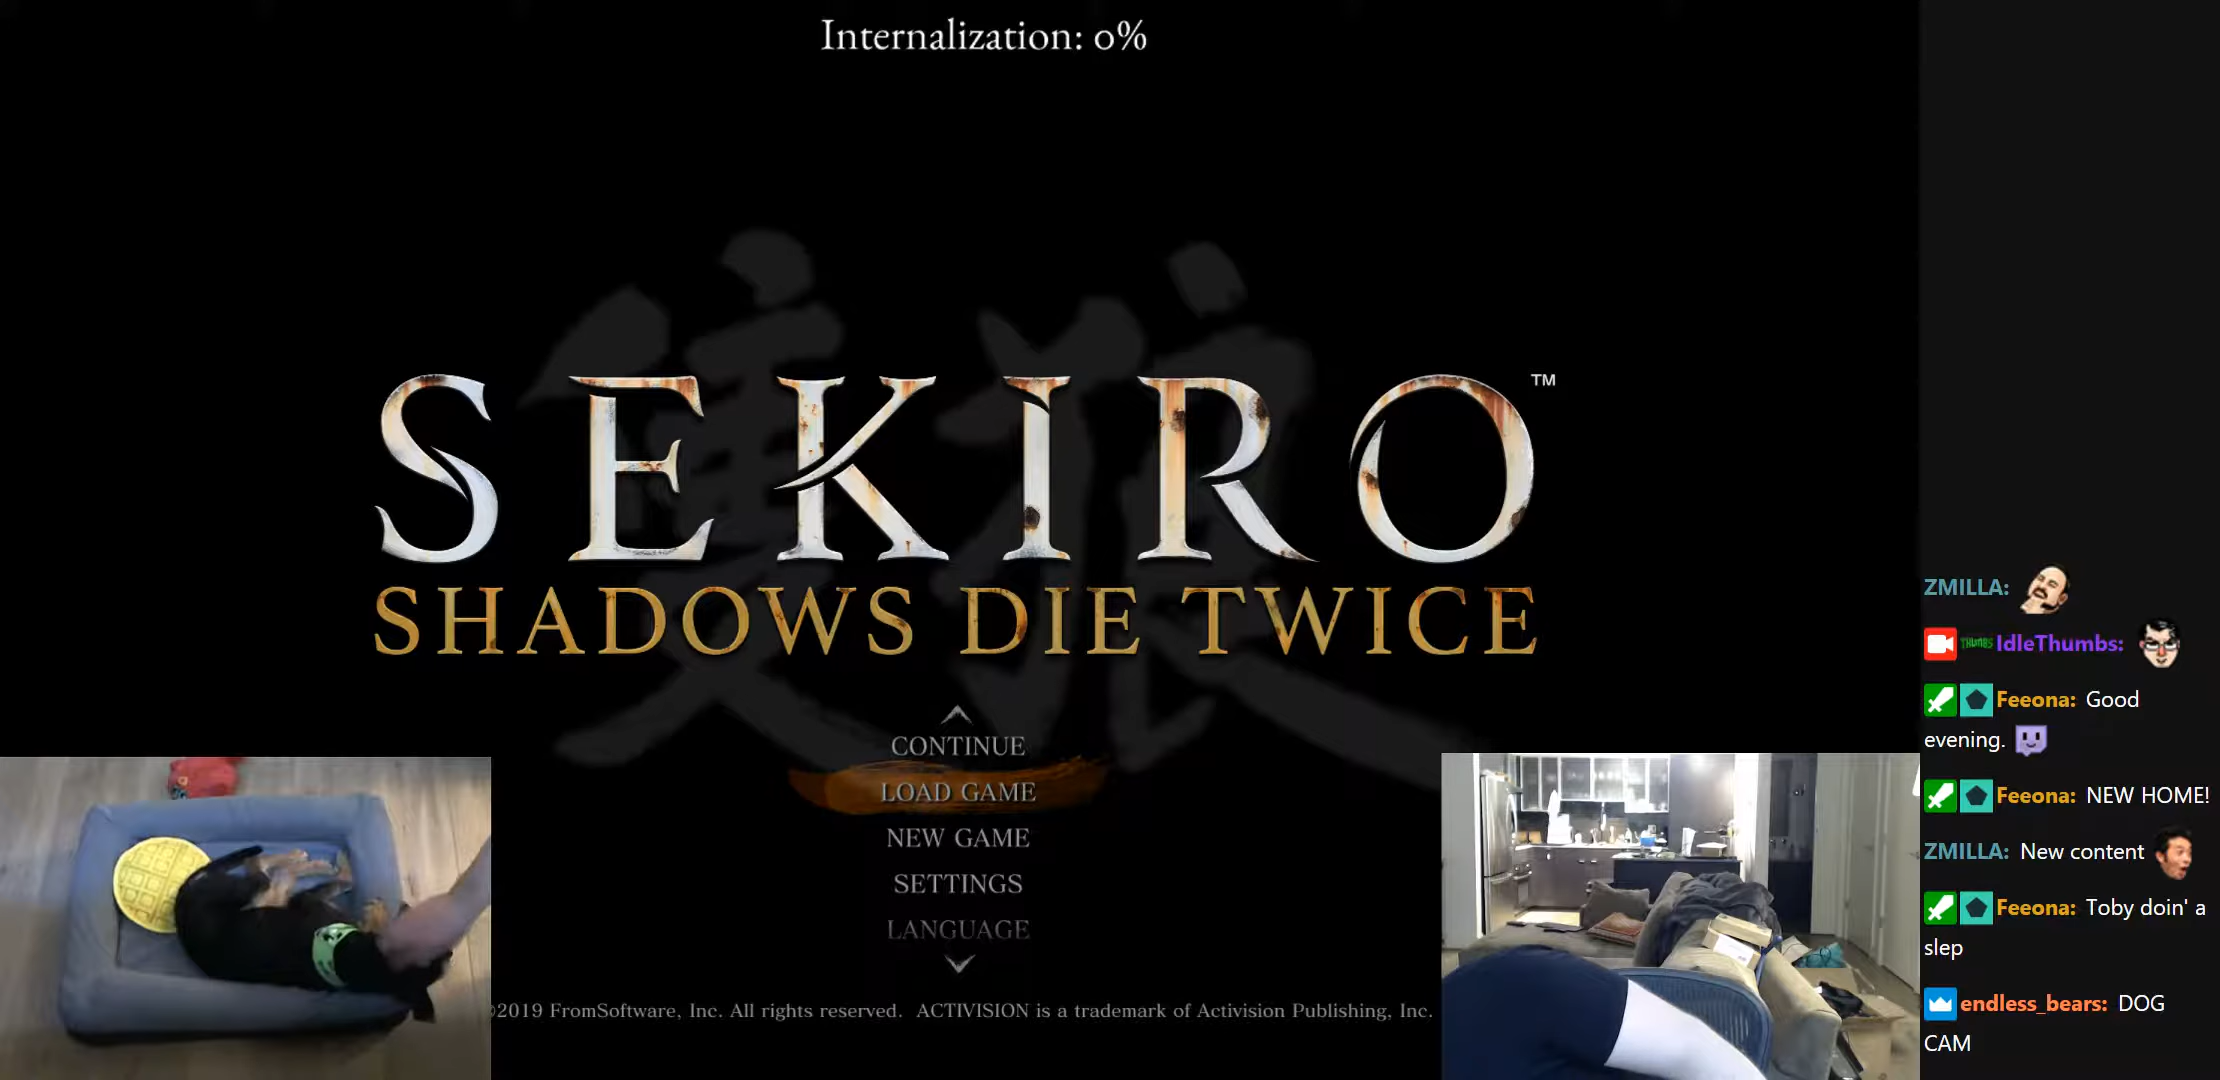 Internalization: 0%
SEKIRO™
SHADOWS DIE TWICE
CONTINUE
LOAD GAME
NEW GAME
SETTINGS
LANGUAGE
©2019 FromSoftware, Inc. All rights reserved. ACTIVISION is a trademark of Activision Publishing, Inc.
ZMILLA:
THUMBS IdleThumbs:
Feeona: Good
evening.
Feeona: NEW HOME!
ZMILLA: New content
Feeona: Toby doin' a
slep
endless_bears: DOG
CAM